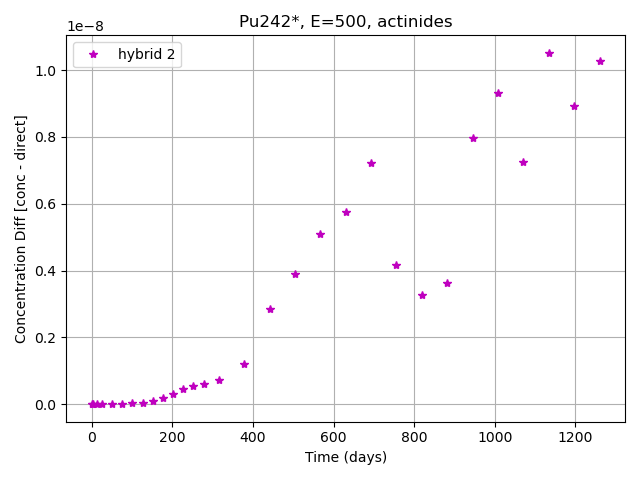 Pu242*, E=500, actinides
1e−8
hybrid 2
1.0
0.8
0.6
0.4
0.2
0.0
Concentration Diff [conc - direct]
0 200 400 600 800 1000 1200
Time (days)